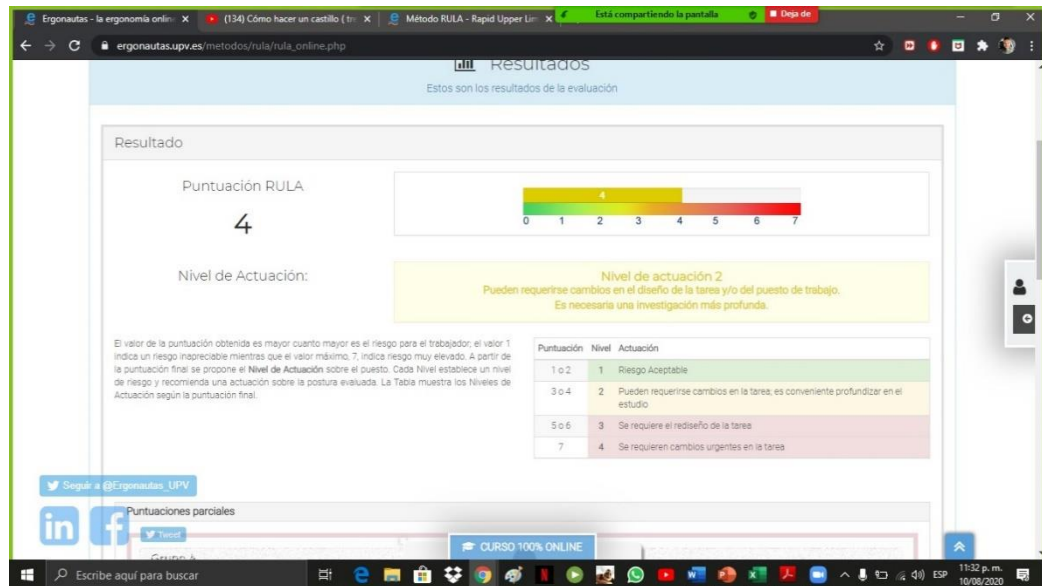 Ergonautas - la ergonomía onlin
(134) Cómo hacer un castillo ( tr
Método RULA - Rapid Upper Lim
Estás compartiendo la pantalla
Deja de
ergonautas.upv.es/metodos/rula/rula_online.php
Resultados
Estos son los resultados de la evaluación
Resultado
Puntuación RULA
4
4
0 1 2 3 4 5 6 7
Nivel de Actuación:
Nivel de actuación 2
Pueden requerirse cambios en el diseño de la tarea y/o del puesto de trabajo.
Es necesaria una investigación más profunda.
El valor de la puntuación obtenida es mayor cuanto mayor es el riesgo para el trabajador; el valor 1
indica un riesgo inapreciable mientras que el valor máximo, 7, indica riesgo muy elevado. A partir de
la puntuación final se propone el Nivel de Actuación sobre el puesto. Cada Nivel establece un nivel
de riesgo y recomienda una actuación sobre la postura evaluada. La Tabla muestra los Niveles de
Actuación según la puntuación final.
Puntuación Nivel Actuación
1 o 2 1 Riesgo Aceptable
3 o 4 2 Pueden requerirse cambios en la tarea; es conveniente profundizar en el
estudio
5 o 6 3 Se requiere el rediseño de la tarea
7 4 Se requieren cambios urgentes en la tarea
Seguir a @Ergonautas_UPV
Puntuaciones parciales
in f
Tweet
Grupo A
CURSO 100% ONLINE
Escribe aquí para buscar
ESP
11:32 p. m.
10/08/2020